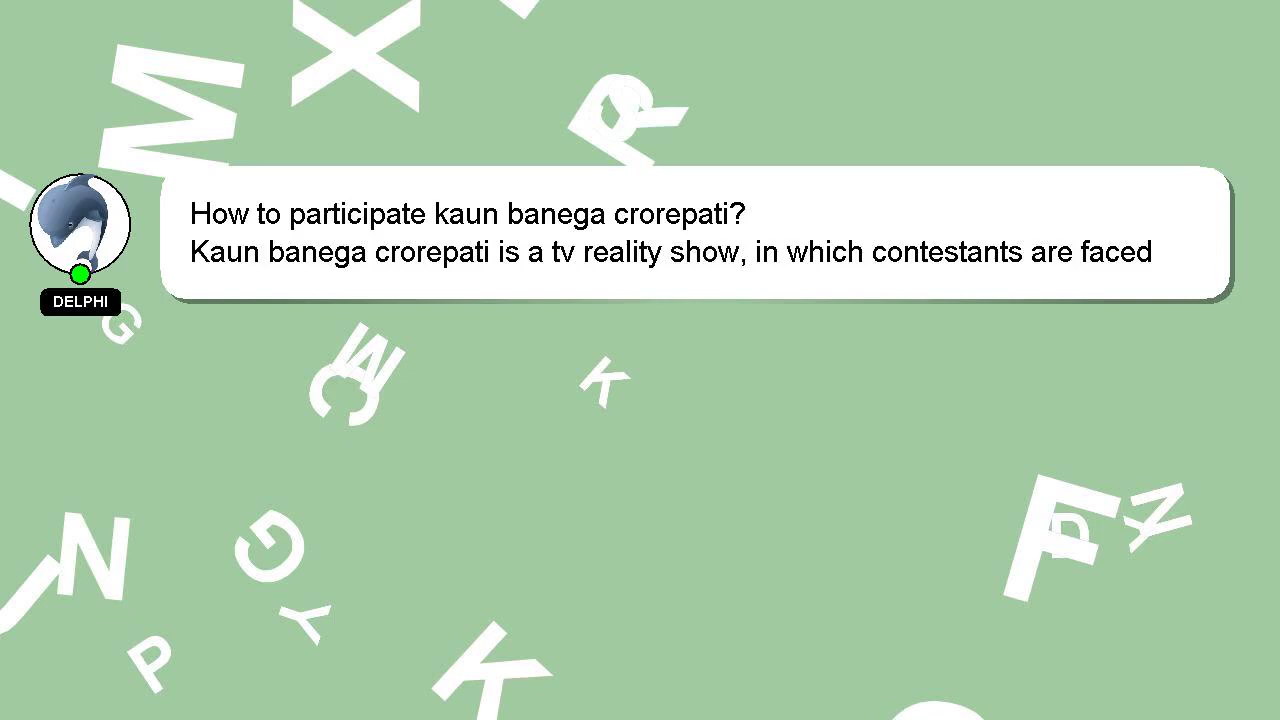 How to participate kaun banega crorepati?
Kaun banega crorepati is a tv reality show, in which contestants are faced
DELPHI
M
X
R
G
M
C
K
N
G
Y
P
K
F
D
Y
N